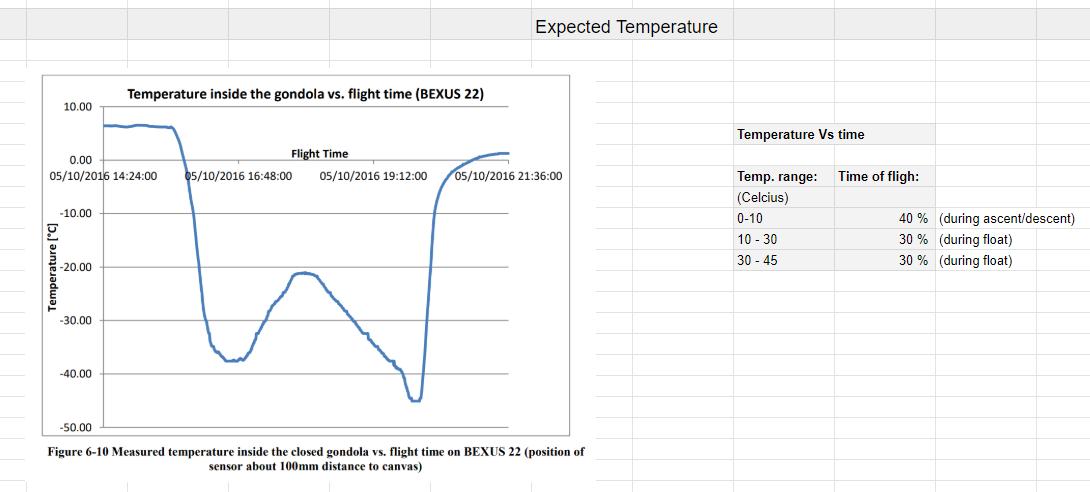 Expected Temperature
Temperature inside the gondola vs. flight time (BEXUS 22)
10.00
0.00
Flight Time
05/10/2016 14:24:00 05/10/2016 16:48:00 05/10/2016 19:12:00 05/10/2016 21:36:00
-10.00
-20.00
-30.00
-40.00
-50.00
Temperature [°C]
Figure 6-10 Measured temperature inside the closed gondola vs. flight time on BEXUS 22 (position of
sensor about 100mm distance to canvas)
Temperature Vs time
Temp. range: Time of fligh:
(Celcius)
0-10 40 % (during ascent/descent)
10 - 30 30 % (during float)
30 - 45 30 % (during float)